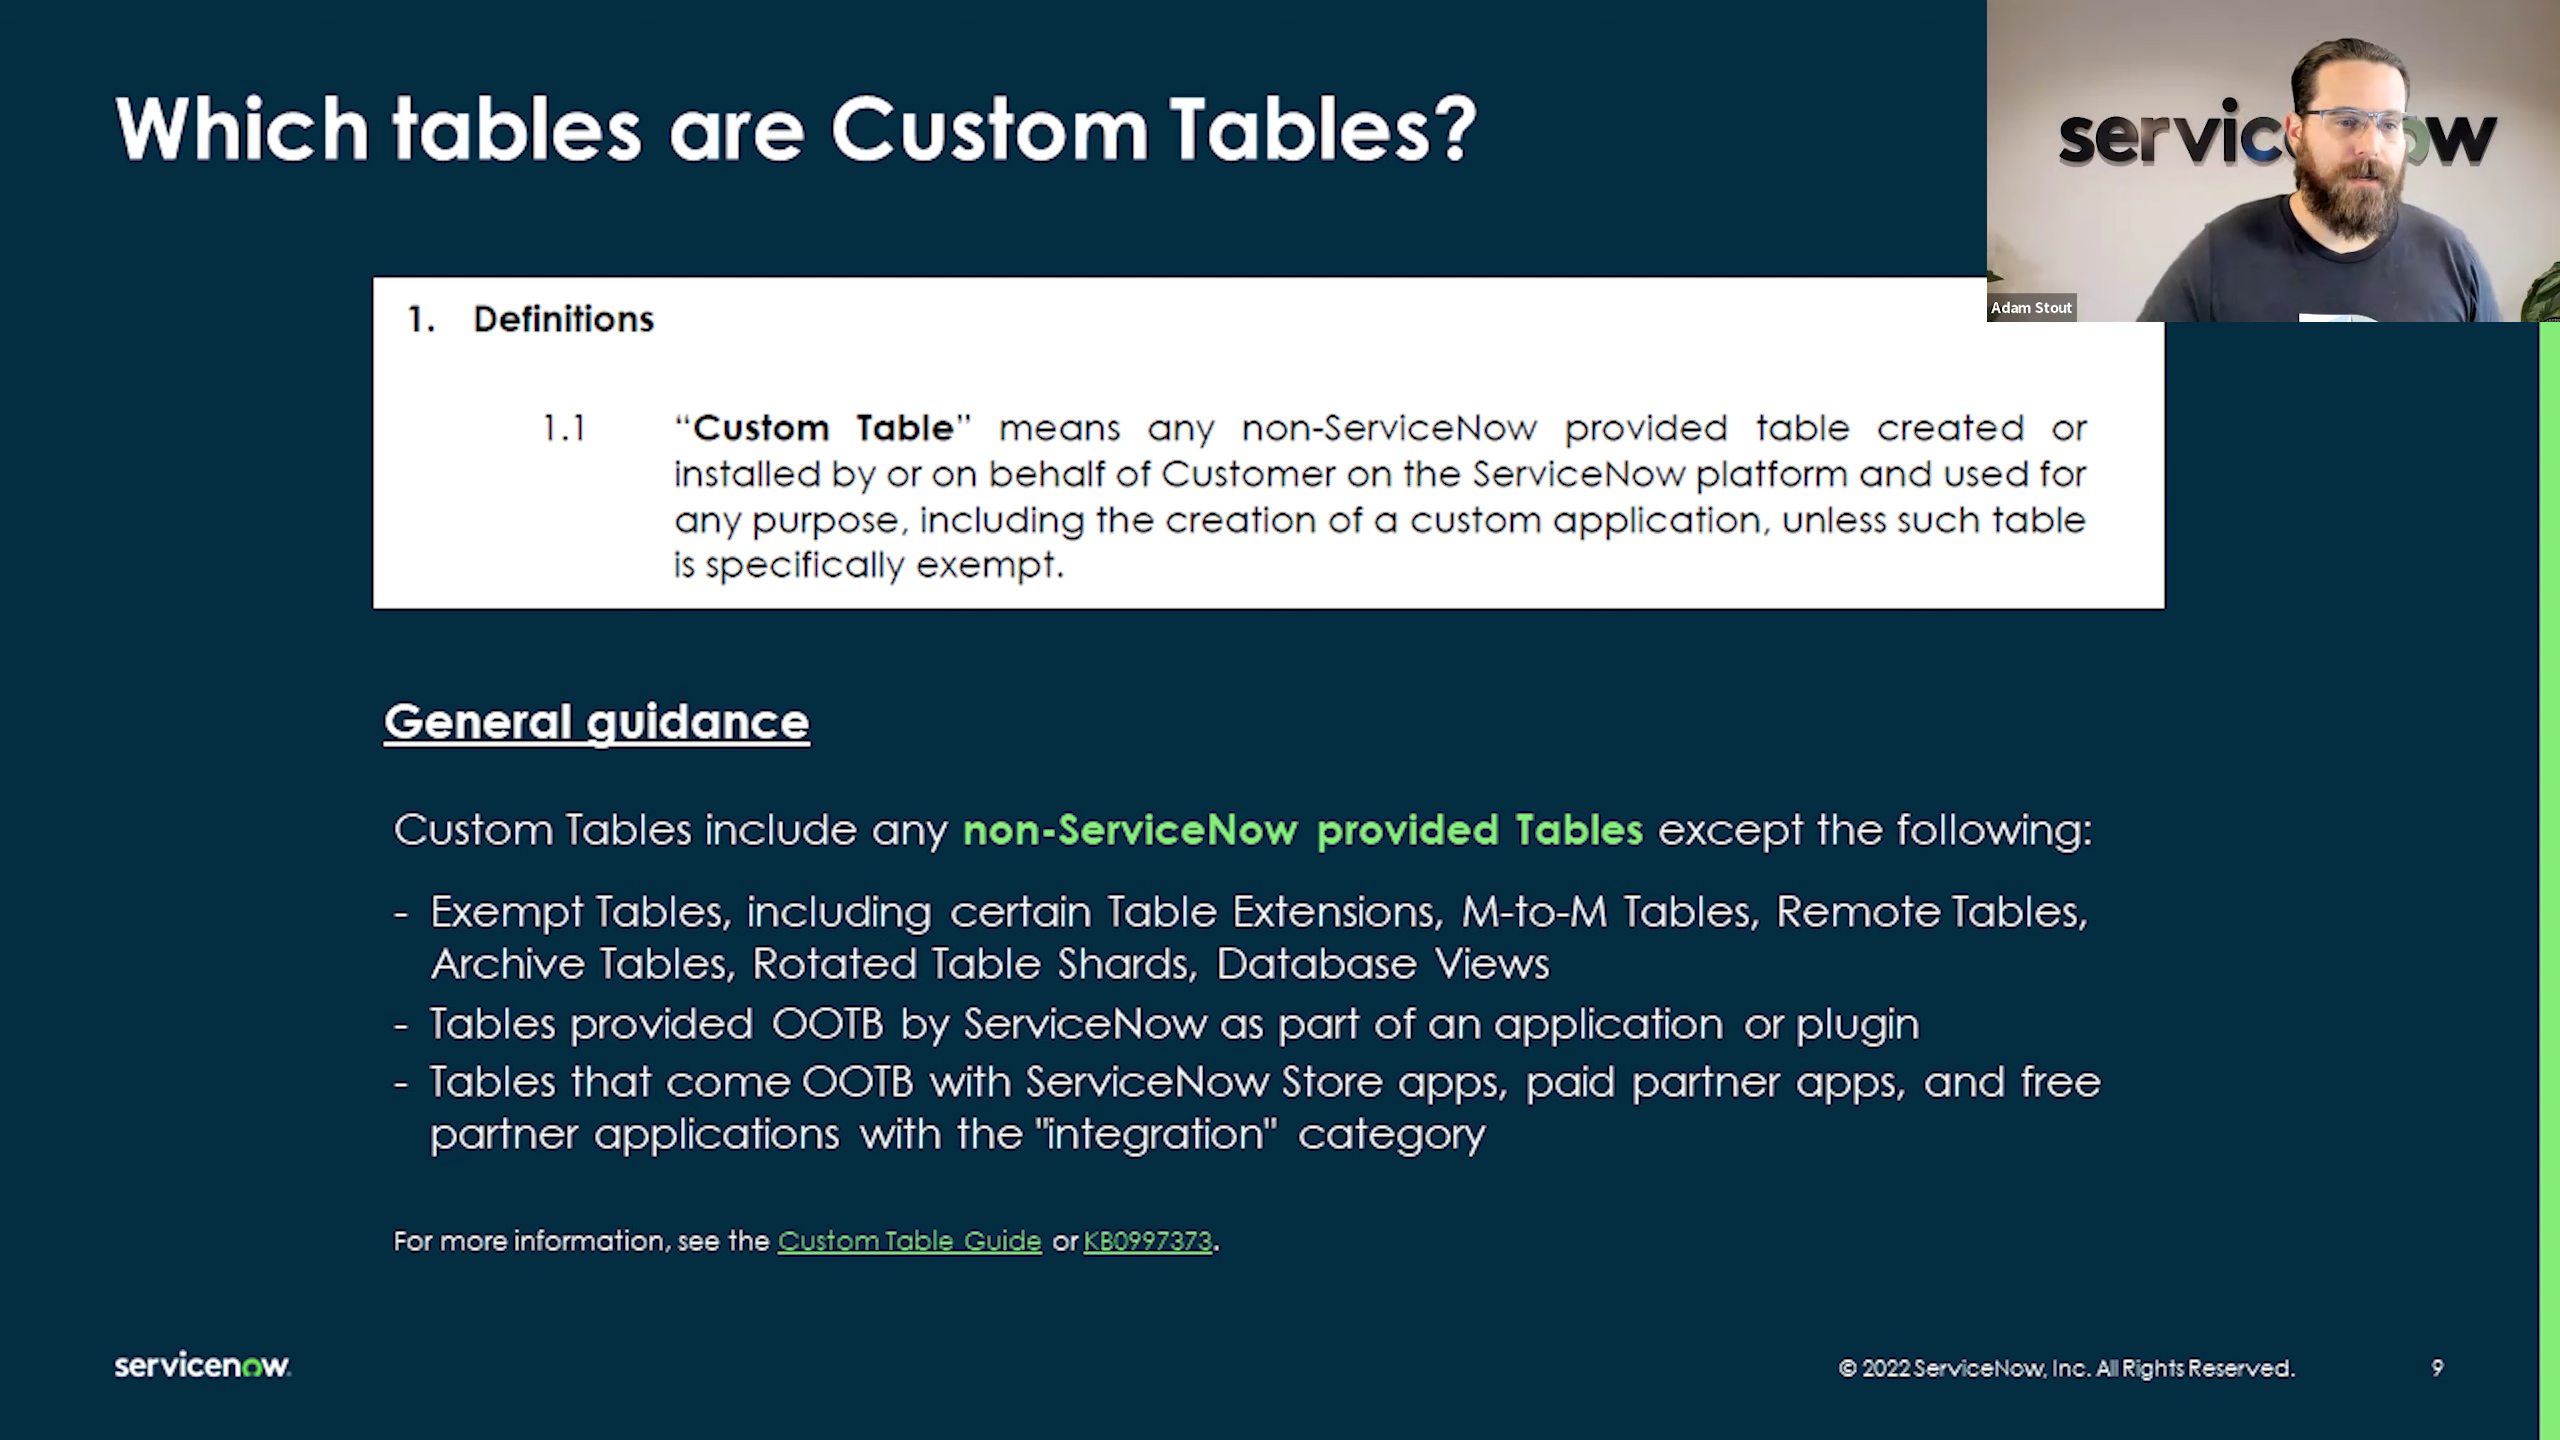 Which tables are Custom Tables?
servic ow
Adam Stout
1. Definitions
1.1 “Custom Table” means any non-ServiceNow provided table created or
installed by or on behalf of Customer on the ServiceNow platform and used for
any purpose, including the creation of a custom application, unless such table
is specifically exempt.
General guidance
Custom Tables include any non-ServiceNow provided Tables except the following:
- Exempt Tables, including certain Table Extensions, M-to-M Tables, Remote Tables,
Archive Tables, Rotated Table Shards, Database Views
- Tables provided OOTB by ServiceNow as part of an application or plugin
- Tables that come OOTB with ServiceNow Store apps, paid partner apps, and free
partner applications with the "integration" category
For more information, see the Custom Table Guide or KB0997373.
servicenow.
© 2022 ServiceNow, Inc. All Rights Reserved.
9